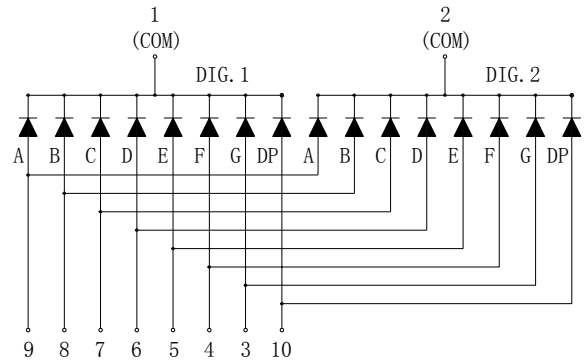 1 2
(COM) (COM)
DIG.1 DIG.2
A B C D E F G DP A B C D E F G DP
9 8 7 6 5 4 3 10